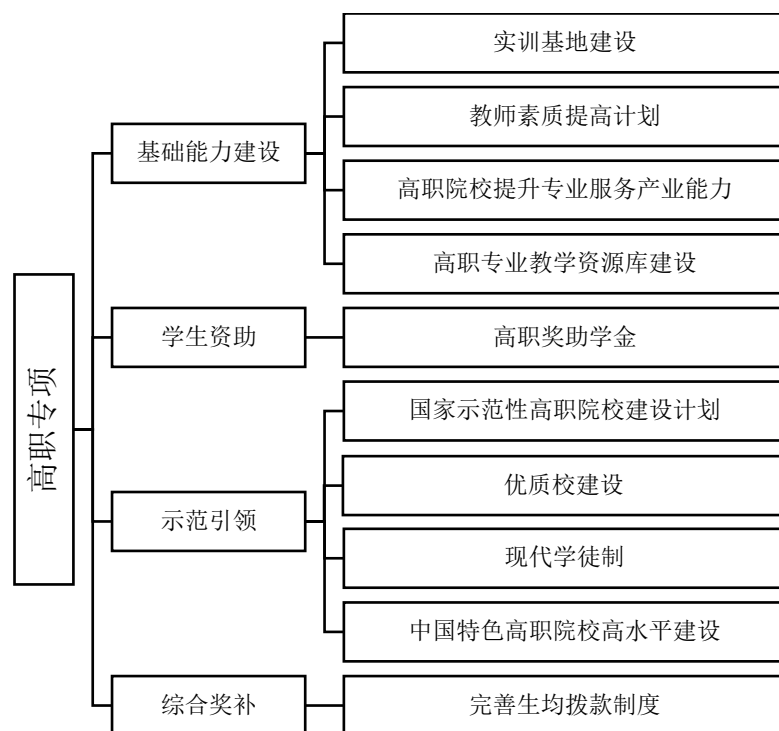 高职专项
基础能力建设
实训基地建设
教师素质提高计划
高职院校提升专业服务产业能力
高职专业教学资源库建设
学生资助
高职奖助学金
示范引领
国家示范性高职院校建设计划
优质校建设
现代学徒制
中国特色高职院校高水平建设
综合奖补
完善生均拨款制度